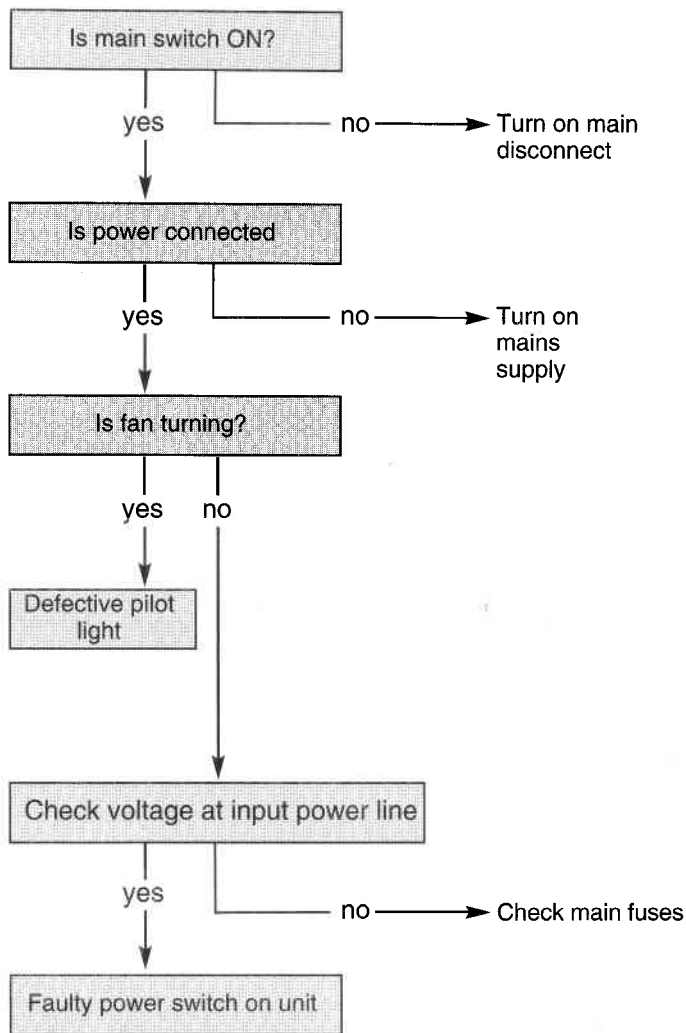 Is main switch ON?
yes
no
Turn on main
disconnect
Is power connected
yes
no
Turn on
mains
supply
Is fan turning?
yes
no
Defective pilot
light
Check voltage at input power line
yes
no
Check main fuses
Faulty power switch on unit